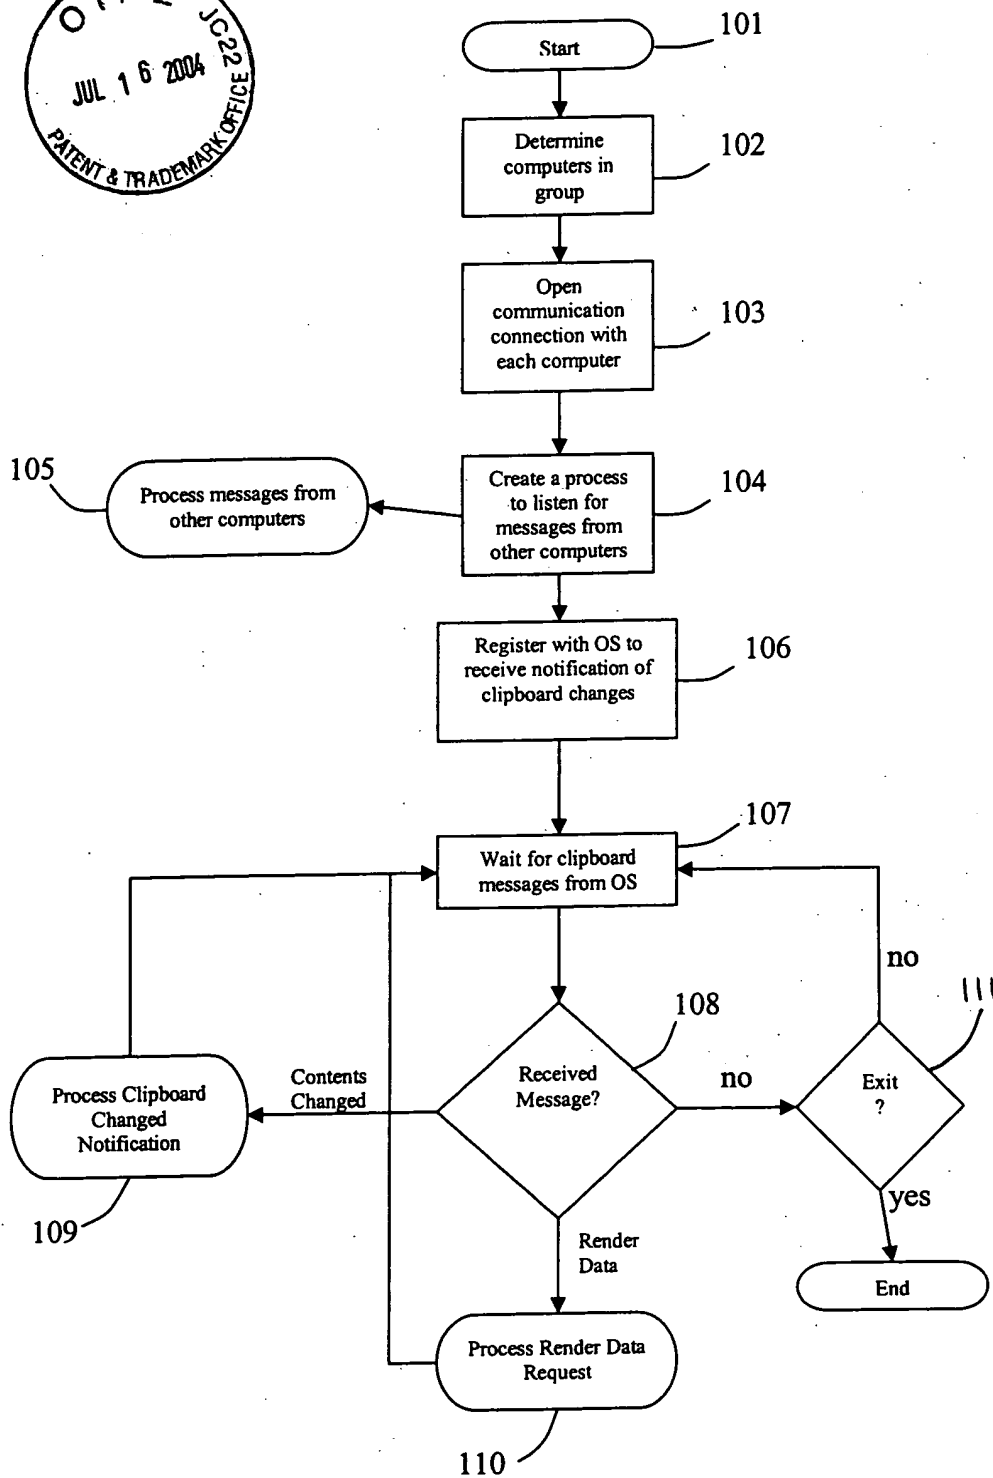 JC22
JUL 16 2004
PATENT & TRADEMARK OFFICE
Start
101
Determine
computers in
group
102
Open
communication
connection with
each computer
103
Create a process
to listen for
messages from
other computers
104
105
Process messages from
other computers
Register with OS to
receive notification of
clipboard changes
106
107
Wait for clipboard
messages from OS
no
108
111
Received
Message?
no
Exit
?
Contents
Changed
Process Clipboard
Changed
Notification
109
yes
Render
Data
End
Process Render Data
Request
110